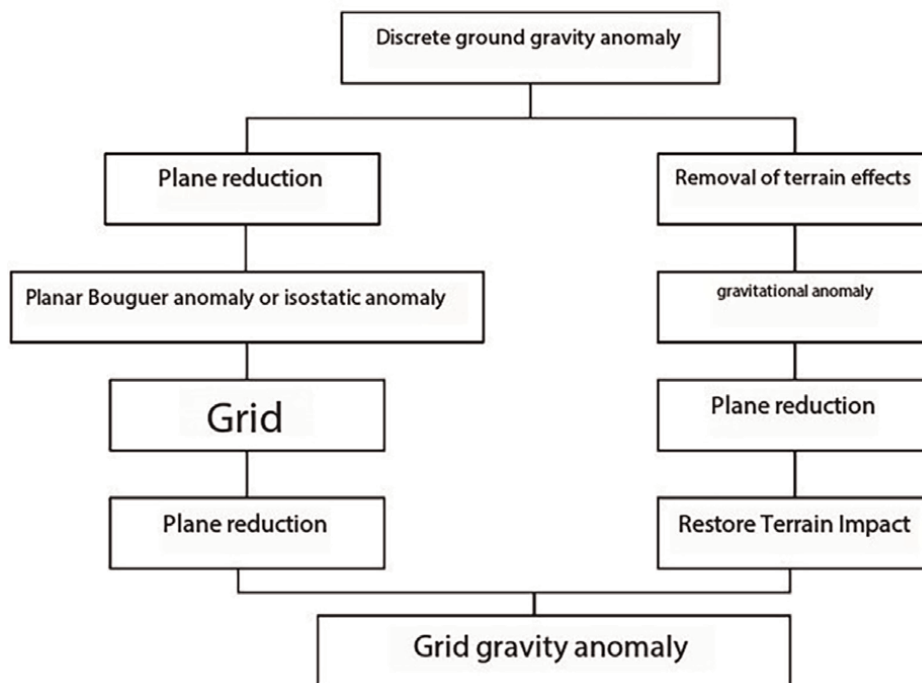 Discrete ground gravity anomaly
Plane reduction
Removal of terrain effects
Planar Bouguer anomaly or isostatic anomaly
gravitational anomaly
Grid
Plane reduction
Plane reduction
Restore Terrain Impact
Grid gravity anomaly